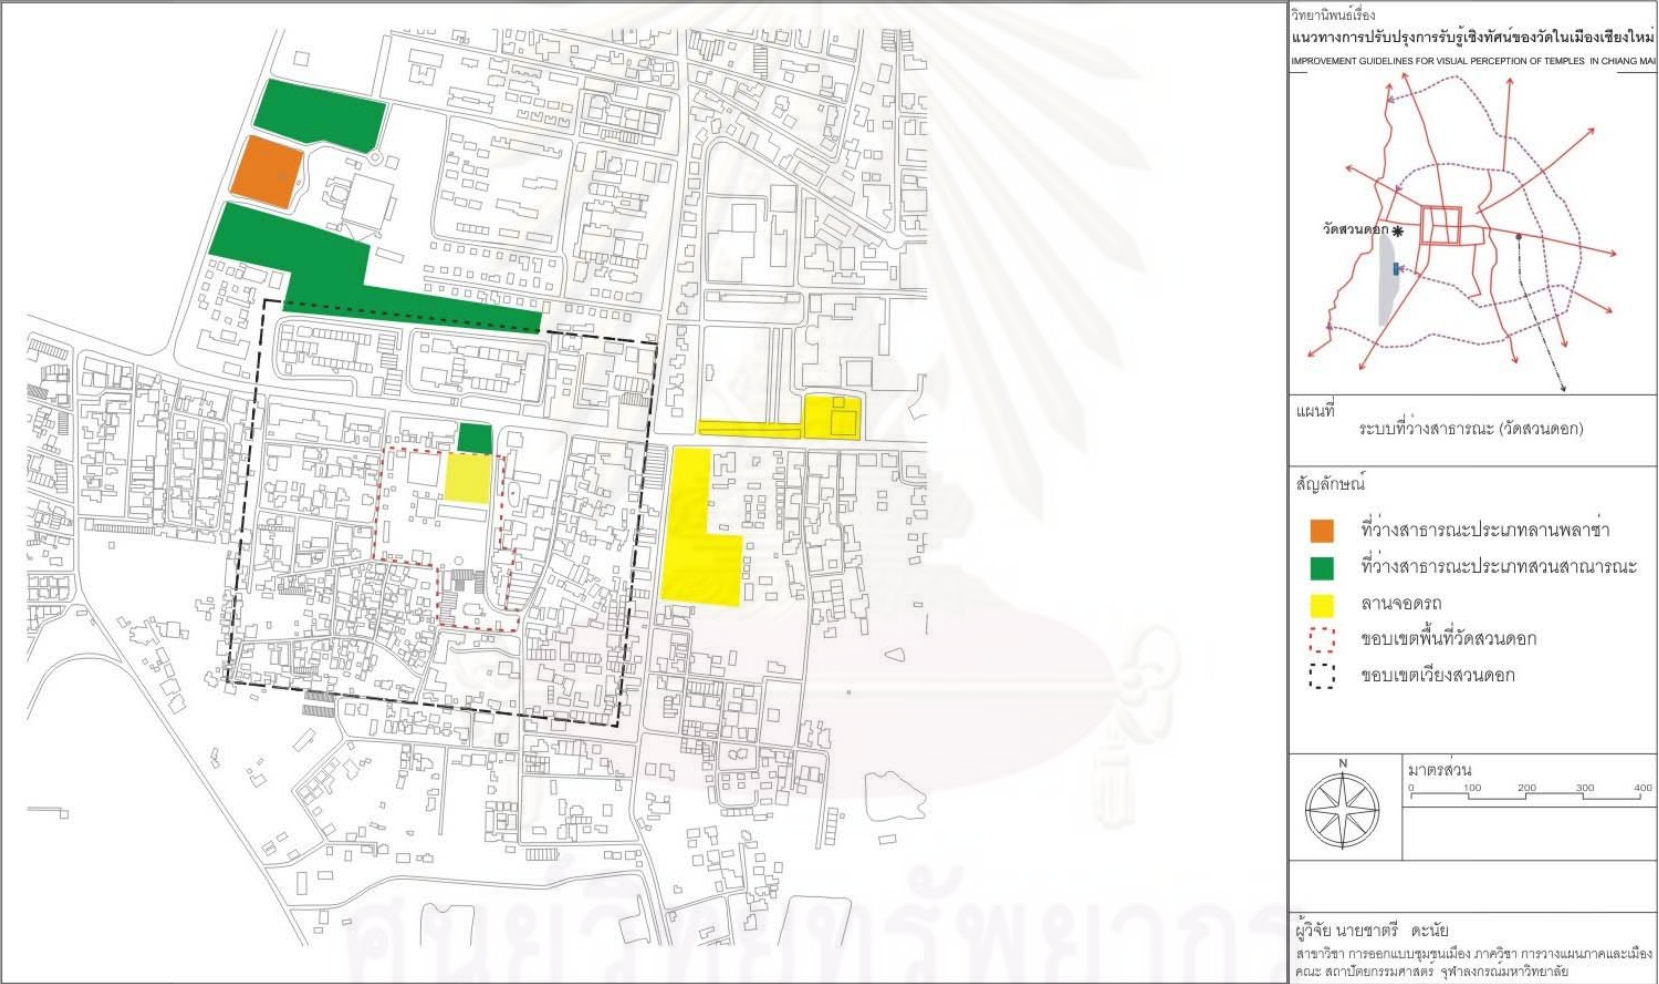 วิทยานิพนธ์เรื่อง
แนวทางการปรับปรุงการรับรู้เชิงทัศน์ของวัดในเมืองเชียงใหม่
IMPROVEMENT GUIDELINES FOR VISUAL PERCEPTION OF TEMPLES IN CHIANG MAI
วัดสวนดอก
แผนที่
ระบบที่ว่างสาธารณะ (วัดสวนดอก)
สัญลักษณ์
ที่ว่างสาธารณะประเภทลานพลาซ่า
ที่ว่างสาธารณะประเภทสวนสาณารณะ
ลานจอดรถ
ขอบเขตพื้นที่วัดสวนดอก
ขอบเขตเวียงสวนดอก
N
มาตรส่วน
0 100 200 300 400
ผู้วิจัย นายชาตรี ดะนัย
สาขาวิชา การออกแบบชุมชนเมือง ภาควิชา การวางแผนภาคและเมือง
คณะ สถาปัตยกรรมศาสตร์ จุฬาลงกรณ์มหาวิทยาลัย
ศูนย์วิทยทรัพยากร